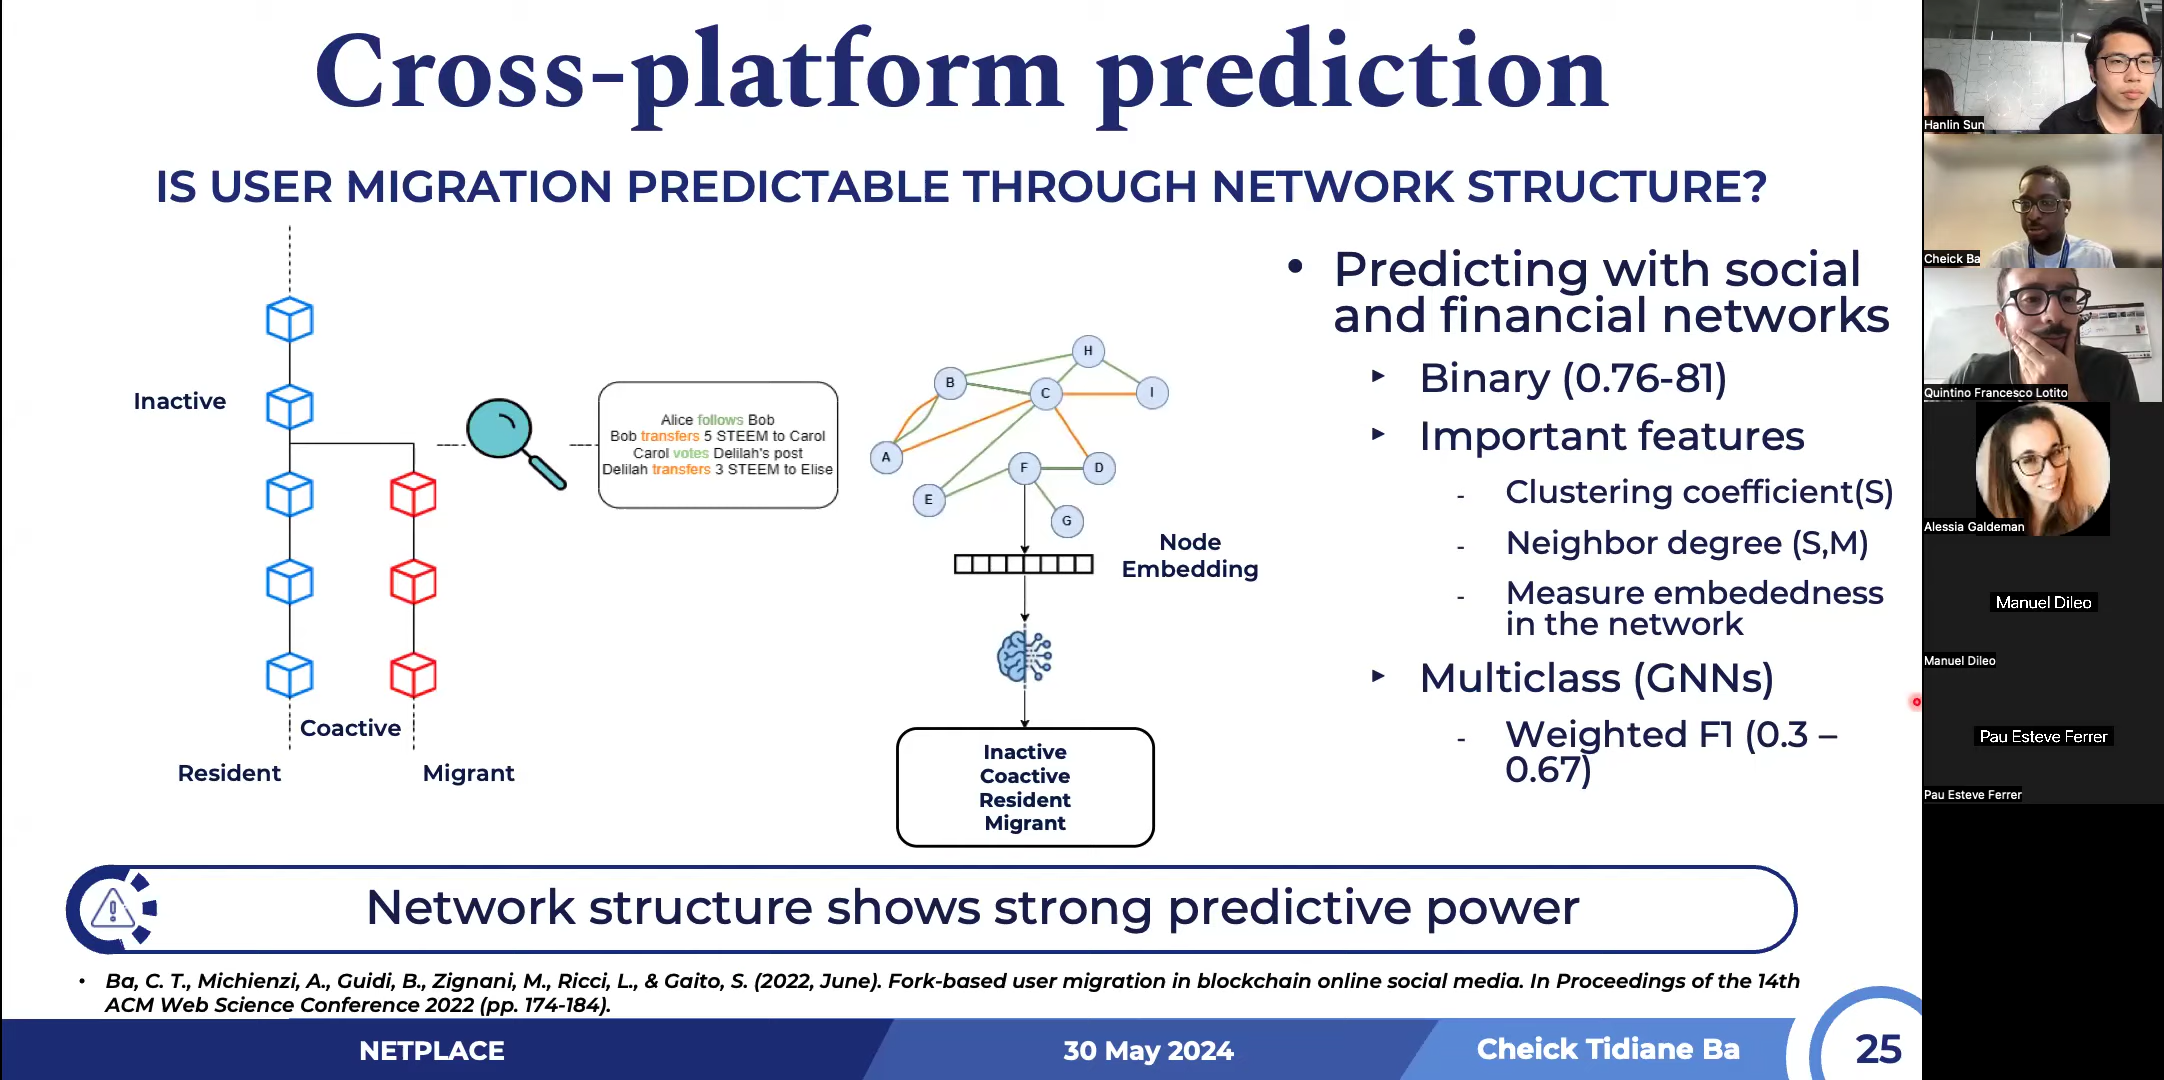 Cross-platform prediction
IS USER MIGRATION PREDICTABLE THROUGH NETWORK STRUCTURE?
Inactive
Coactive
Resident
Migrant
Alice follows Bob
Bob transfers 5 STEEM to Carol
Carol votes Delilah's post
Delilah transfers 3 STEEM to Elise
H
B
C
I
A
F
D
E
G
Node
Embedding
Inactive
Coactive
Resident
Migrant
• Predicting with social
and financial networks
‣ Binary (0.76-81)
‣ Important features
- Clustering coefficient(S)
- Neighbor degree (S,M)
- Measure embededness
in the network
‣ Multiclass (GNNs)
- Weighted F1 (0.3 –
0.67)
Network structure shows strong predictive power
• Ba, C. T., Michienzi, A., Guidi, B., Zignani, M., Ricci, L., & Gaito, S. (2022, June). Fork-based user migration in blockchain online social media. In Proceedings of the 14th
ACM Web Science Conference 2022 (pp. 174-184).
NETPLACE
30 May 2024
Cheick Tidiane Ba
25
Hanlin Sun
Cheick Ba
Quintino Francesco Lotito
Alessia Galdeman
Manuel Dileo
Manuel Dileo
Pau Esteve Ferrer
Pau Esteve Ferrer